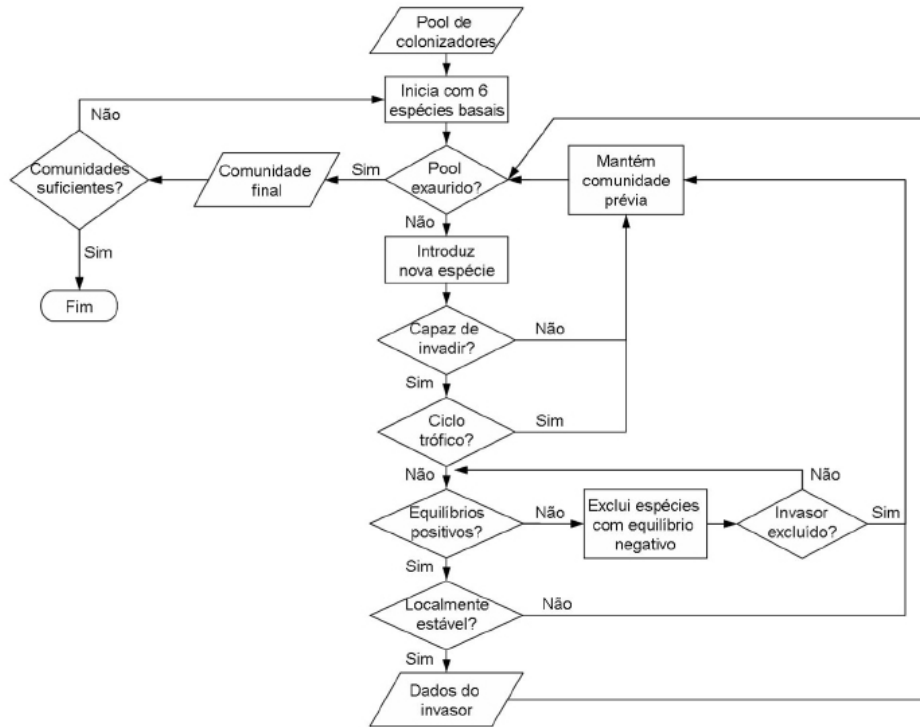 Pool de
colonizadores
Inicia com 6
espécies basais
Não
Comunidades
suficientes?
Sim
Fim
Comunidade
final
Sim
Pool
exaurido?
Não
Mantém
comunidade
prévia
Introduz
nova espécie
Capaz de
invadir?
Não
Sim
Ciclo
trófico?
Sim
Não
Equilíbrios
positivos?
Não
Exclui espécies
com equilíbrio
negativo
Não
Invasor
excluido?
Sim
Sim
Localmente
estável?
Não
Sim
Dados do
invasor